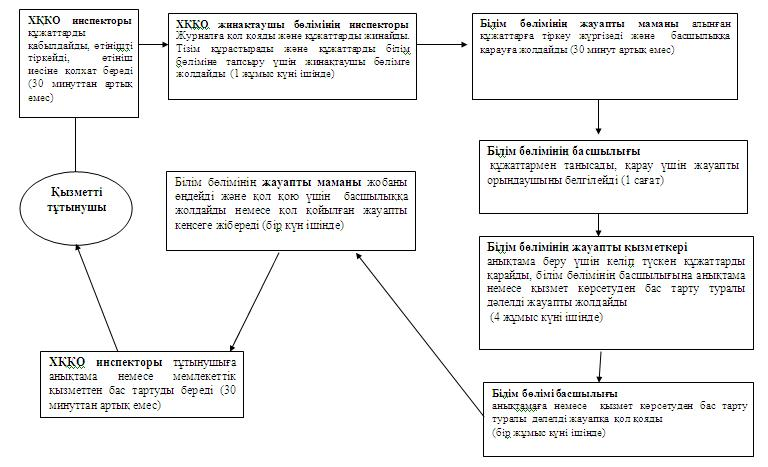 ХҚКО инспекторы
құжаттарды
қабылдайды, өтінішті
тіркейді, өтініш
иесіне қолхат береді
(30 минуттан артық
емес)
ХҚКО жинақтаушы бөлімінің инспекторы
Журналға қол қояды және құжаттарды жинайды.
Тізім құрастырады және құжаттарды білім
бөліміне тапсыру үшін жинақтаушы бөлімге
жолдайды (1 жұмыс күні ішінде)
Бідім бөлімінің жауапты маманы алынған
құжаттарға тіркеу жүргізеді және басшылыққа
қарауға жолдайды (30 минут артық емес)
Бідім бөлімінің басшылығы
құжаттармен танысады, қарау үшін жауапты
орындаушыны белгілейді (1 сағат)
Бідім бөлімінің жауапты қызметкері
анықтама беру үшін келіп түскен құжаттарды
қарайды, білім бөлімінің басшылығына анықтама
немесе қызмет көрсетуден бас тарту туралы
дәлелді жауапты жолдайды
(4 жұмыс күні ішінде)
Бідім бөлімі басшылығы
анықтамаға немесе қызмет көрсетуден бас тарту
туралы дәлелді жауапқа қол қояды
(бір жұмыс күні ішінде)
Білім бөлімінің жауапты маманы жобаны
өңдейді және қол қою үшін басшылыққа
жолдайды немесе қол қойылған жауапты
кеңсеге жібереді (бір күн ішінде)
ХҚКО инспекторы тұтынушыға
анықтама немесе мемлекеттік
қызметтен бас тартуды береді (30
минуттан артық емес)
Қызметті
тұтынушы